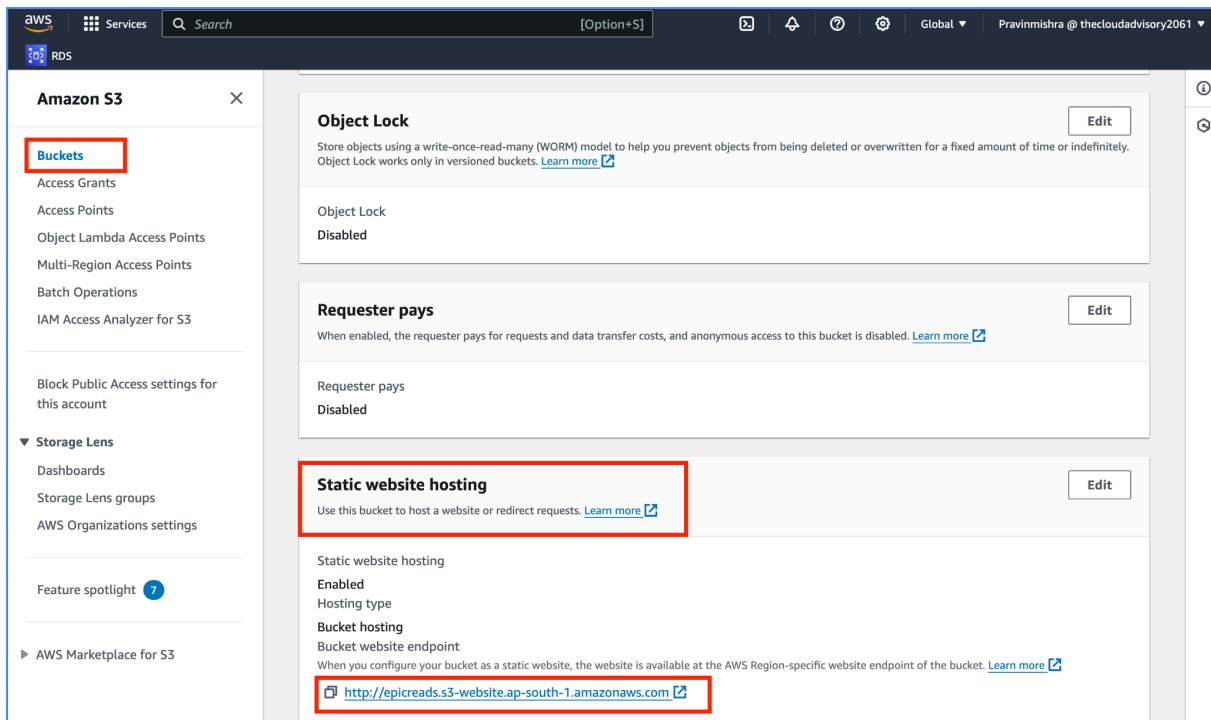 aws
Services
Search
[Option+S]
Global
Pravinmishra @ thecloudadvisory2061
RDS
Amazon S3
Buckets
Access Grants
Access Points
Object Lambda Access Points
Multi-Region Access Points
Batch Operations
IAM Access Analyzer for S3
Block Public Access settings for
this account
Storage Lens
Dashboards
Storage Lens groups
AWS Organizations settings
Feature spotlight 7
AWS Marketplace for S3
Object Lock
Edit
Store objects using a write-once-read-many (WORM) model to help you prevent objects from being deleted or overwritten for a fixed amount of time or indefinitely.
Object Lock works only in versioned buckets. Learn more
Object Lock
Disabled
Requester pays
Edit
When enabled, the requester pays for requests and data transfer costs, and anonymous access to this bucket is disabled. Learn more
Requester pays
Disabled
Static website hosting
Edit
Use this bucket to host a website or redirect requests. Learn more
Static website hosting
Enabled
Hosting type
Bucket hosting
Bucket website endpoint
When you configure your bucket as a static website, the website is available at the AWS Region-specific website endpoint of the bucket. Learn more
http://epicreads.s3-website.ap-south-1.amazonaws.com